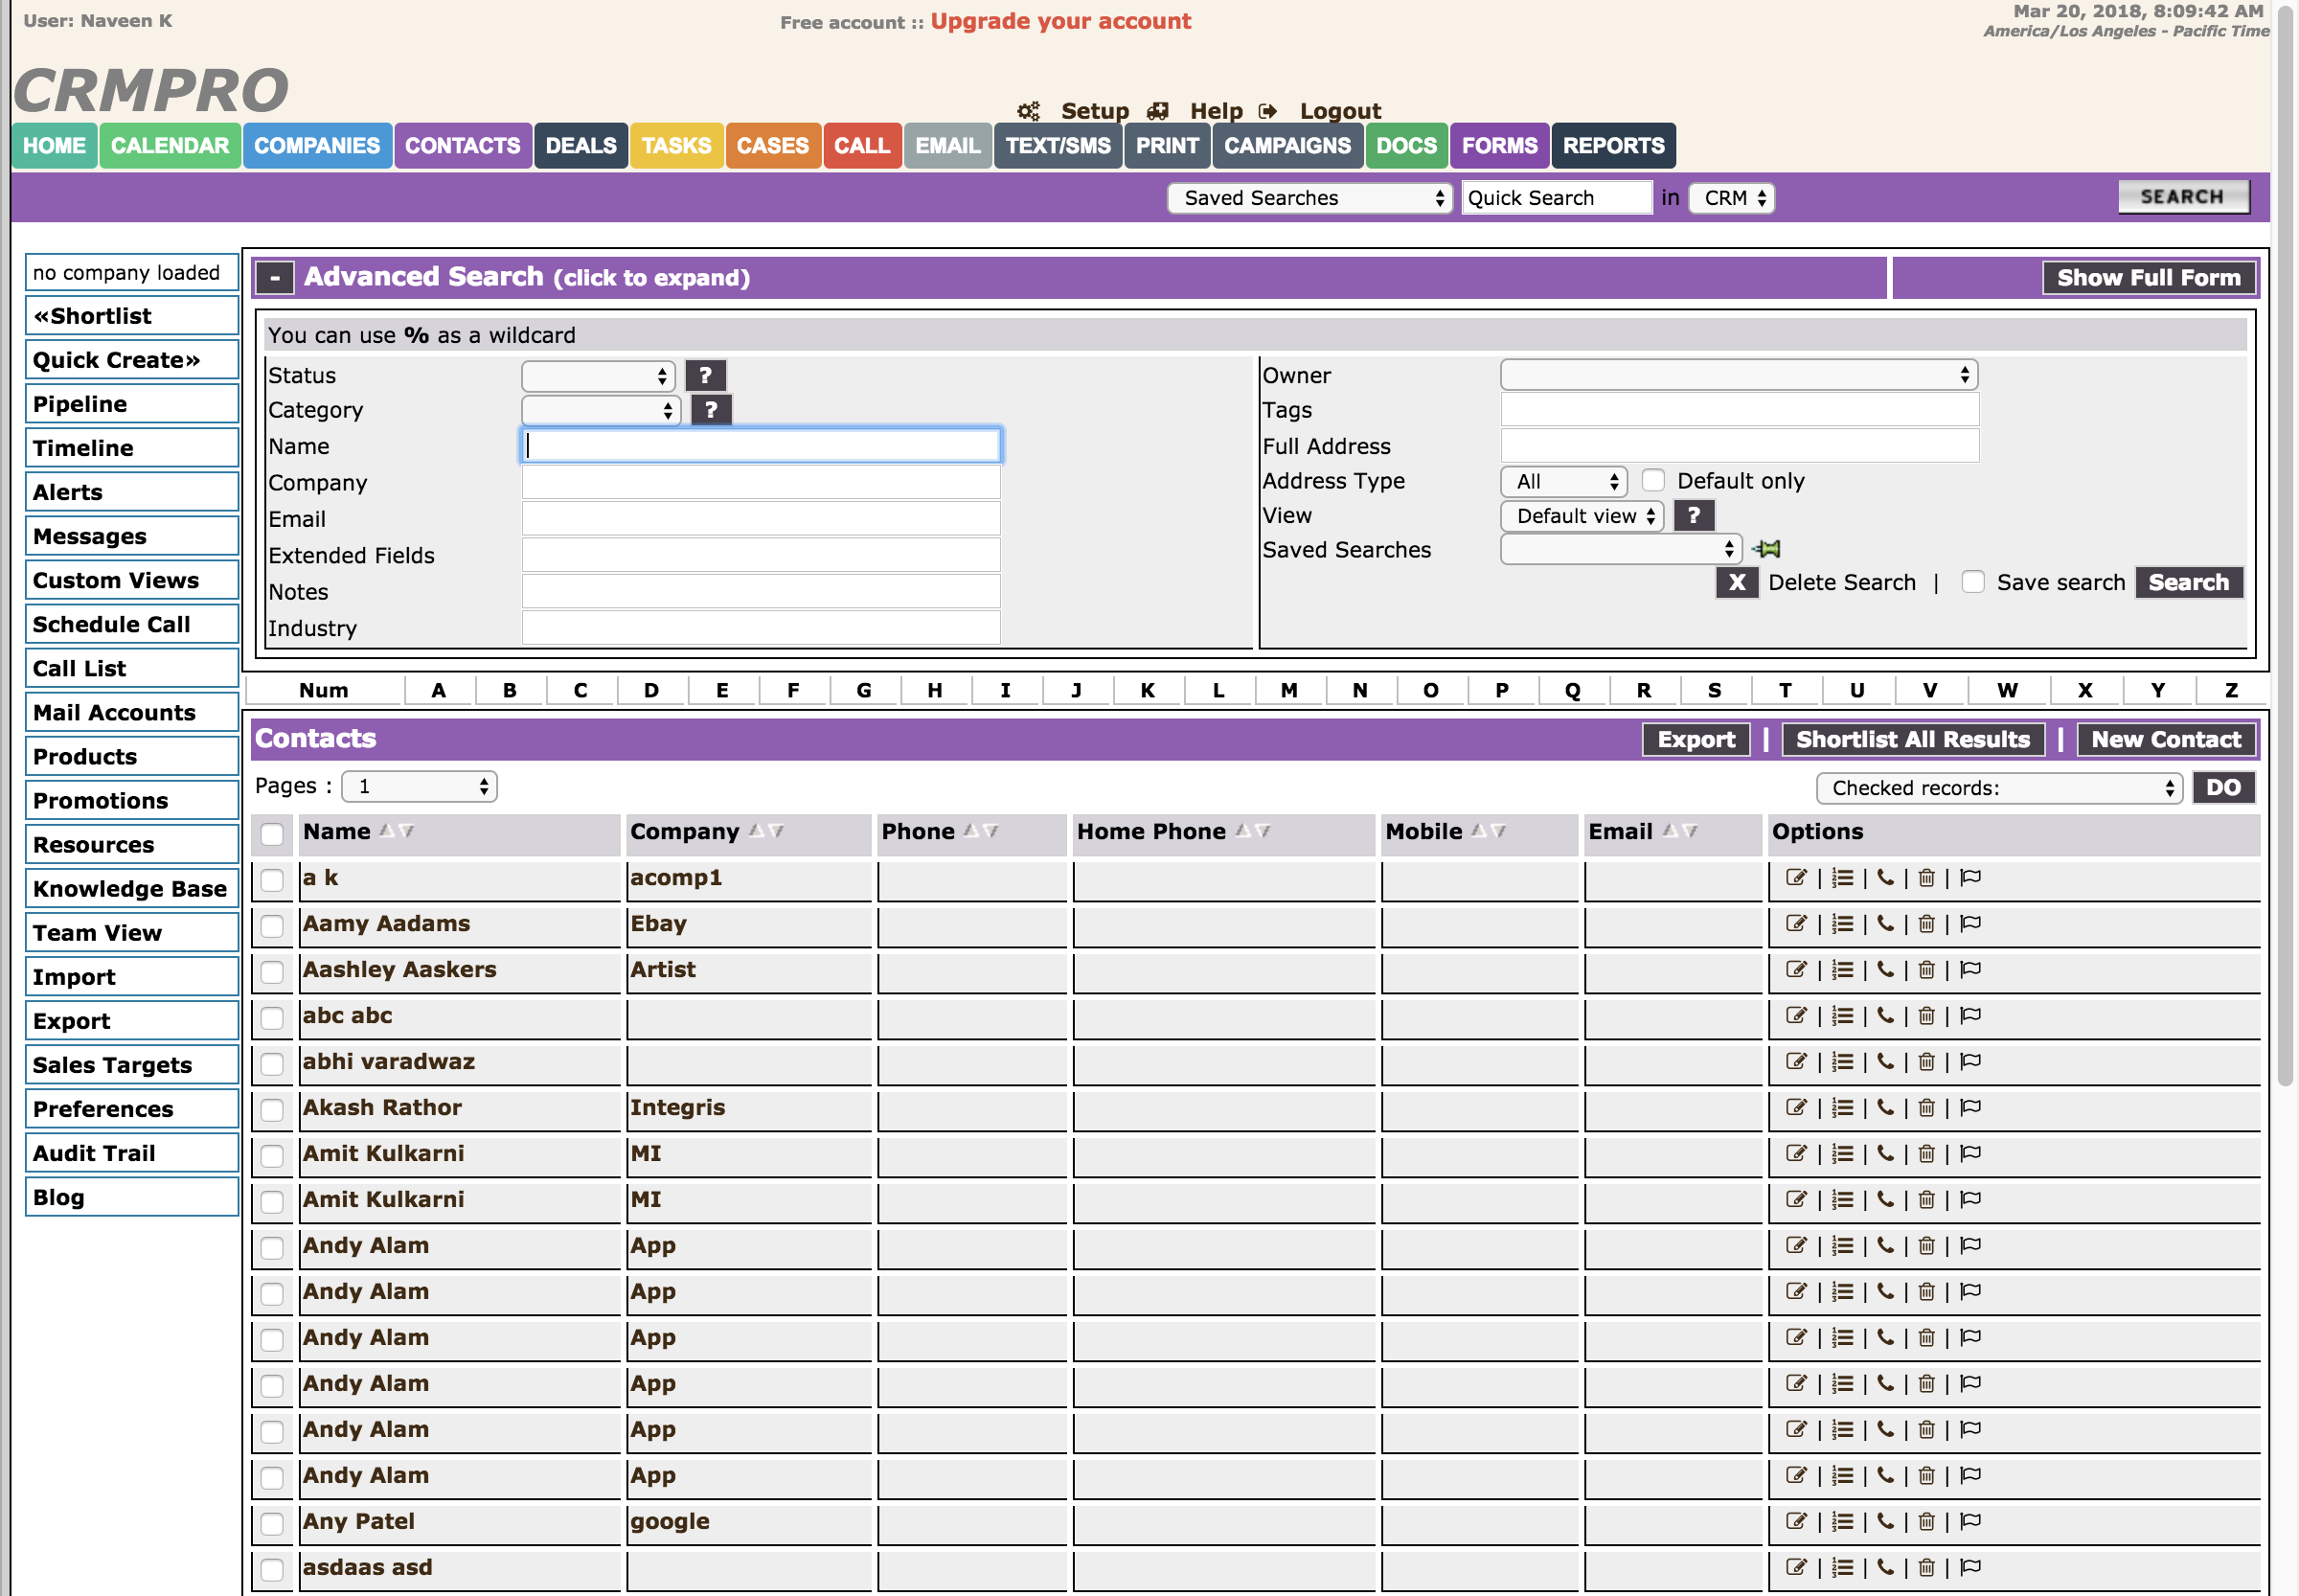 User: Naveen K
Free account :: Upgrade your account
Mar 20, 2018, 8:09:42 AM
America/Los Angeles - Pacific Time
CRMPRO
Setup Help Logout
HOME CALENDAR COMPANIES CONTACTS DEALS TASKS CASES CALL EMAIL TEXT/SMS PRINT CAMPAIGNS DOCS FORMS REPORTS
Saved Searches Quick Search in CRM SEARCH
no company loaded
«Shortlist
Quick Create»
Pipeline
Timeline
Alerts
Messages
Custom Views
Schedule Call
Call List
Mail Accounts
Products
Promotions
Resources
Knowledge Base
Team View
Import
Export
Sales Targets
Preferences
Audit Trail
Blog
- Advanced Search (click to expand) Show Full Form
You can use % as a wildcard
Status ?
Category ?
Name
Company
Email
Extended Fields
Notes
Industry
Owner
Tags
Full Address
Address Type All Default only
View Default view ?
Saved Searches
X Delete Search | Save search Search
Num A B C D E F G H I J K L M N O P Q R S T U V W X Y Z
Contacts Export | Shortlist All Results | New Contact
Pages : 1 Checked records: DO
Name Company Phone Home Phone Mobile Email Options
a k acomp1 | | | |
Aamy Aadams Ebay | | | |
Aashley Aaskers Artist | | | |
abc abc | | | |
abhi varadwaz | | | |
Akash Rathor Integris | | | |
Amit Kulkarni MI | | | |
Amit Kulkarni MI | | | |
Andy Alam App | | | |
Andy Alam App | | | |
Andy Alam App | | | |
Andy Alam App | | | |
Andy Alam App | | | |
Andy Alam App | | | |
Any Patel google | | | |
asdaas asd | | | |